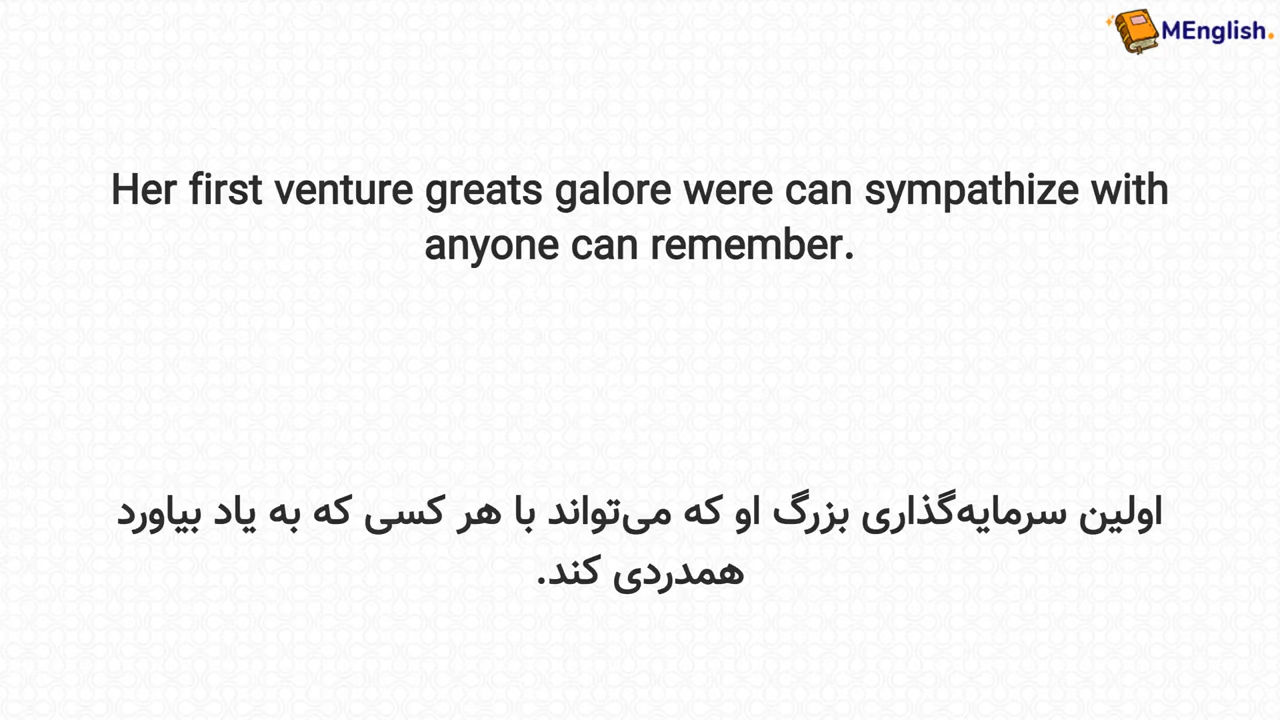 MEnglish.
Her first venture greats galore were can sympathize with
anyone can remember.
اولین سرمایه‌گذاری بزرگ او که می‌تواند با هر کسی که به یاد بیاورد
همدردی کند.